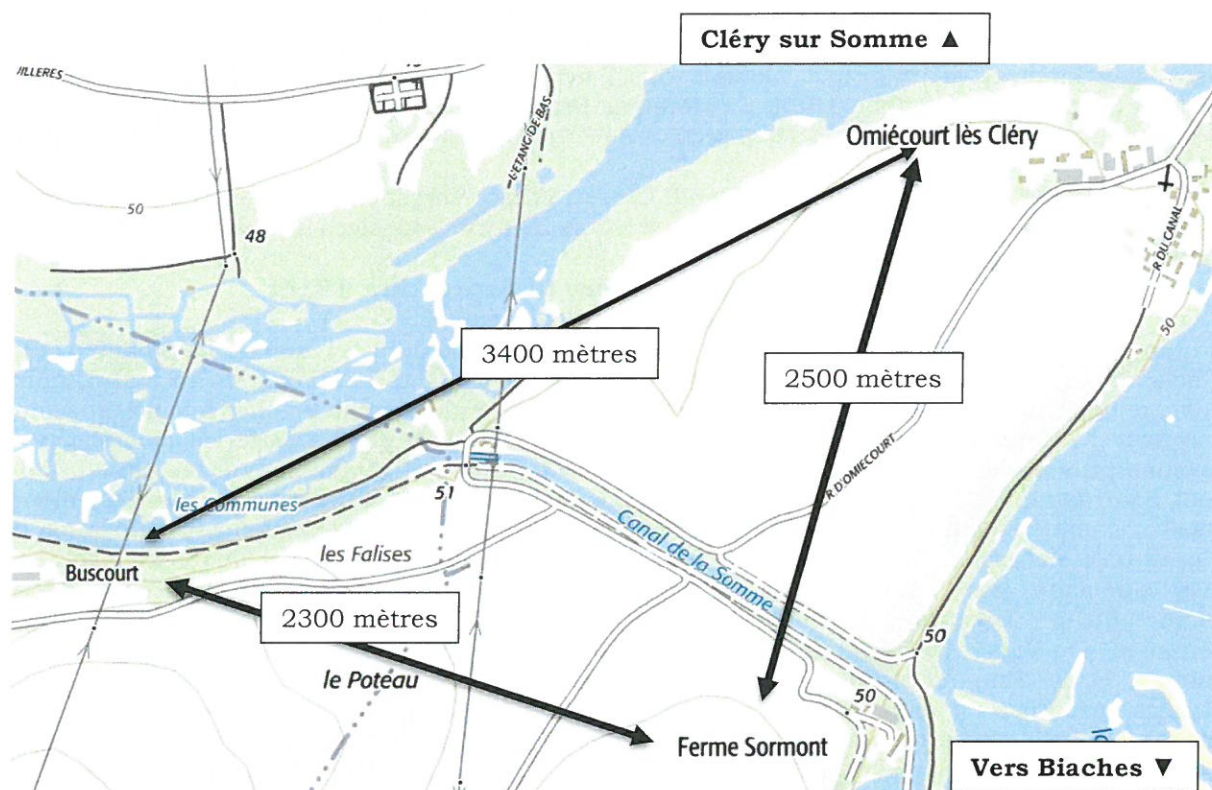 Cléry sur Somme ▲
UILLERES
L'ETANG-DE-BAS
Omiécourt lès Cléry
50
48
R DU CANAL
50
3400 mètres
2500 mètres
R D'OMIECOURT
51
les Communes
Canal de la Somme
les Falises
Buscourt
2300 mètres
50
le Poteau
50
Ferme Sormont
Vers Biaches ▼